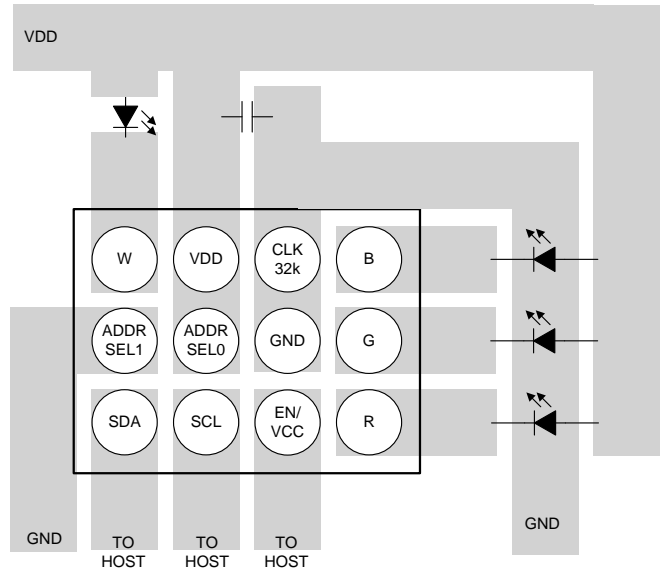 VDD
W
VDD
CLK
32k
B
ADDR
SEL1
ADDR
SEL0
GND
G
SDA
SCL
EN/
VCC
R
GND
TO
HOST
TO
HOST
TO
HOST
GND